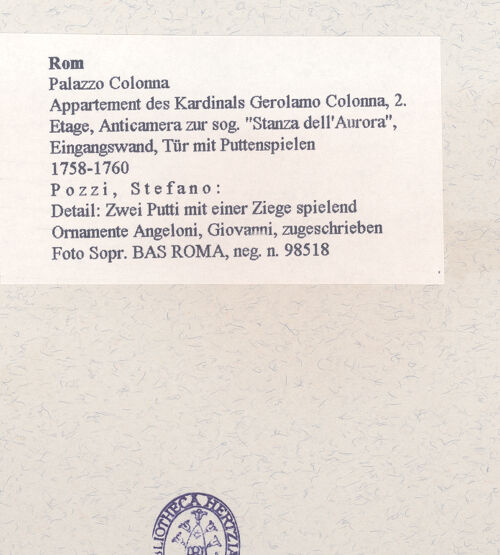 Rom
Palazzo Colonna
Appartement des Kardinals Gerolamo Colonna, 2.
Etage, Anticamera zur sog. "Stanza dell'Aurora",
Eingangswand, Tür mit Puttenspielen
1758-1760
Pozzi, Stefano:
Detail: Zwei Putti mit einer Ziege spielend
Ornamente Angeloni, Giovanni, zugeschrieben
Foto Sopr. BAS ROMA, neg. n. 98518